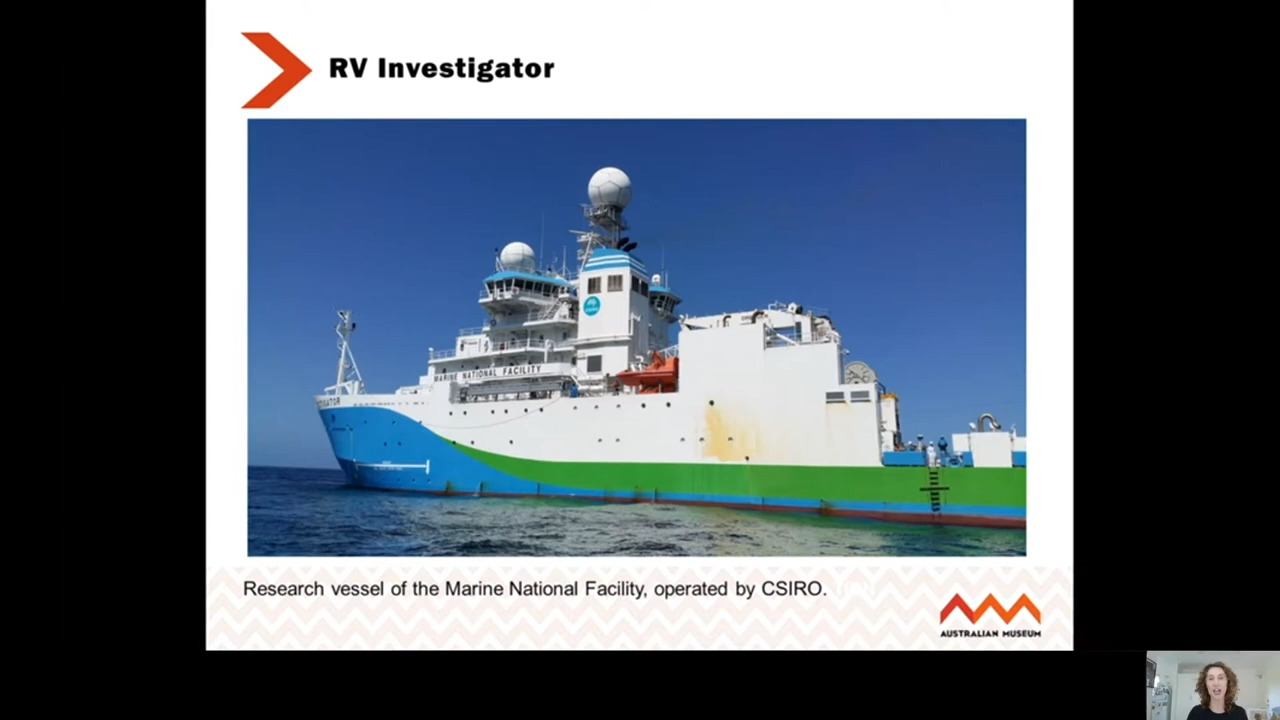 RV Investigator
MARINE NATIONAL FACILITY
Research vessel of the Marine National Facility, operated by CSIRO.
AUSTRALIAN MUSEUM